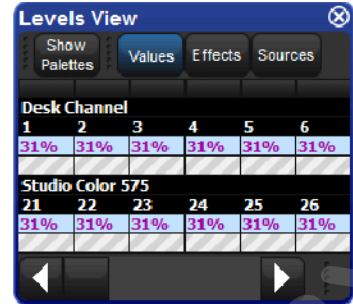 Levels View
Show
Palettes
Values Effects Sources
Desk Channel
1 2 3 4 5 6
31% 31% 31% 31% 31% 31%
Studio Color 575
21 22 23 24 25 26
31% 31% 31% 31% 31% 31%